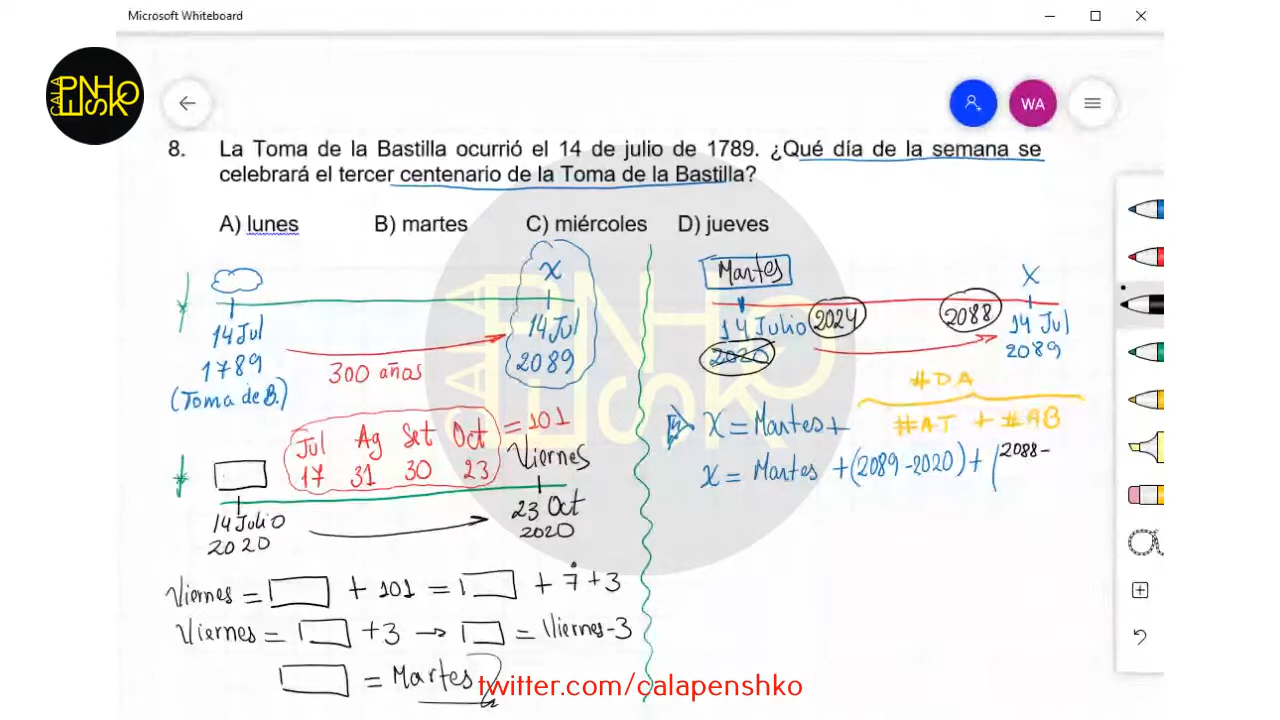 Microsoft Whiteboard
CALA
PENHO
ESK
WA
8. La Toma de la Bastilla ocurrió el 14 de julio de 1789. ¿Qué día de la semana se
celebrará el tercer centenario de la Toma de la Bastilla?
A) lunes B) martes C) miércoles D) jueves
X
14 Jul
1789
(Toma de B.)
300 años
14 Jul
2089
Jul Ag Set Oct = 101
17 31 30 23
Viernes
14 Julio
2020
23 Oct
2020
Viernes = + 101 = + 7 + 3
Viernes = + 3 → = Viernes - 3
= Martes
Martes
X
14 Julio
2020
2024
2088
14 Jul
2089
#DA
X = Martes + #AT + #AB
X = Martes + (2089 - 2020) + (2088 -
twitter.com/calapenshko